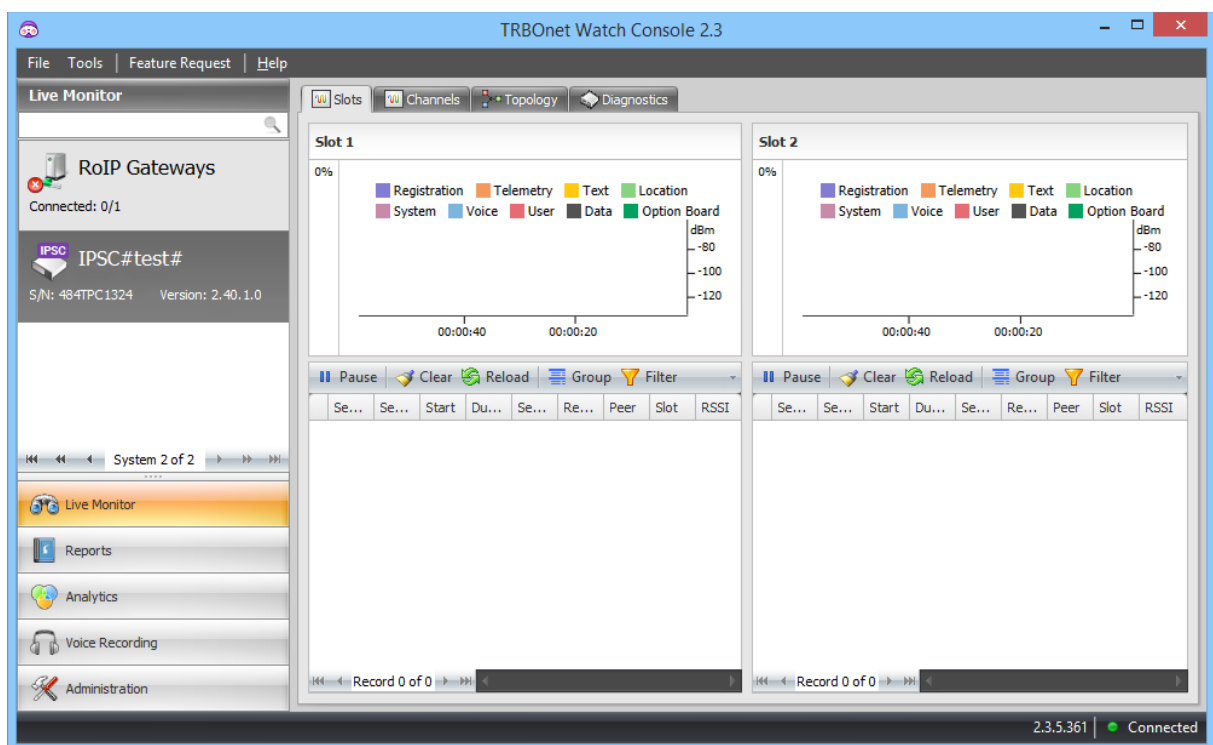 TRBOnet Watch Console 2.3
File Tools Feature Request Help
Live Monitor
RoIP Gateways
Connected: 0/1
IPSC
IPSC#test#
S/N: 484TPC1324 Version: 2.40.1.0
System 2 of 2
Live Monitor
Reports
Analytics
Voice Recording
Administration
Slots Channels Topology Diagnostics
Slot 1
0%
Registration Telemetry Text Location
System Voice User Data Option Board
dBm
-80
-100
-120
00:00:40 00:00:20
Pause Clear Reload Group Filter
Se... Se... Start Du... Se... Re... Peer Slot RSSI
Record 0 of 0
Slot 2
0%
Registration Telemetry Text Location
System Voice User Data Option Board
dBm
-80
-100
-120
00:00:40 00:00:20
Pause Clear Reload Group Filter
Se... Se... Start Du... Se... Re... Peer Slot RSSI
Record 0 of 0
2.3.5.361 Connected